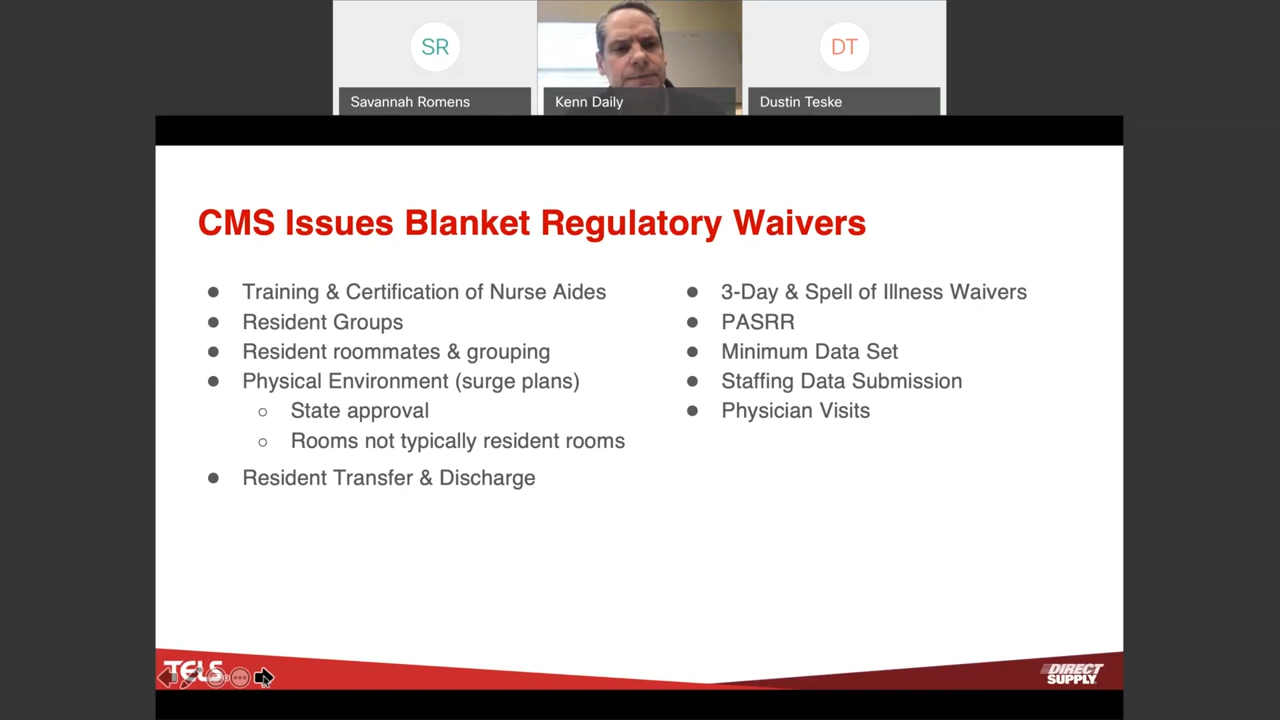 SR
DT
Savannah Romens
Kenn Daily
Dustin Teske
CMS Issues Blanket Regulatory Waivers
Training & Certification of Nurse Aides
Resident Groups
Resident roommates & grouping
Physical Environment (surge plans)
State approval
Rooms not typically resident rooms
Resident Transfer & Discharge
3-Day & Spell of Illness Waivers
PASRR
Minimum Data Set
Staffing Data Submission
Physician Visits
TELS
DIRECT
SUPPLY